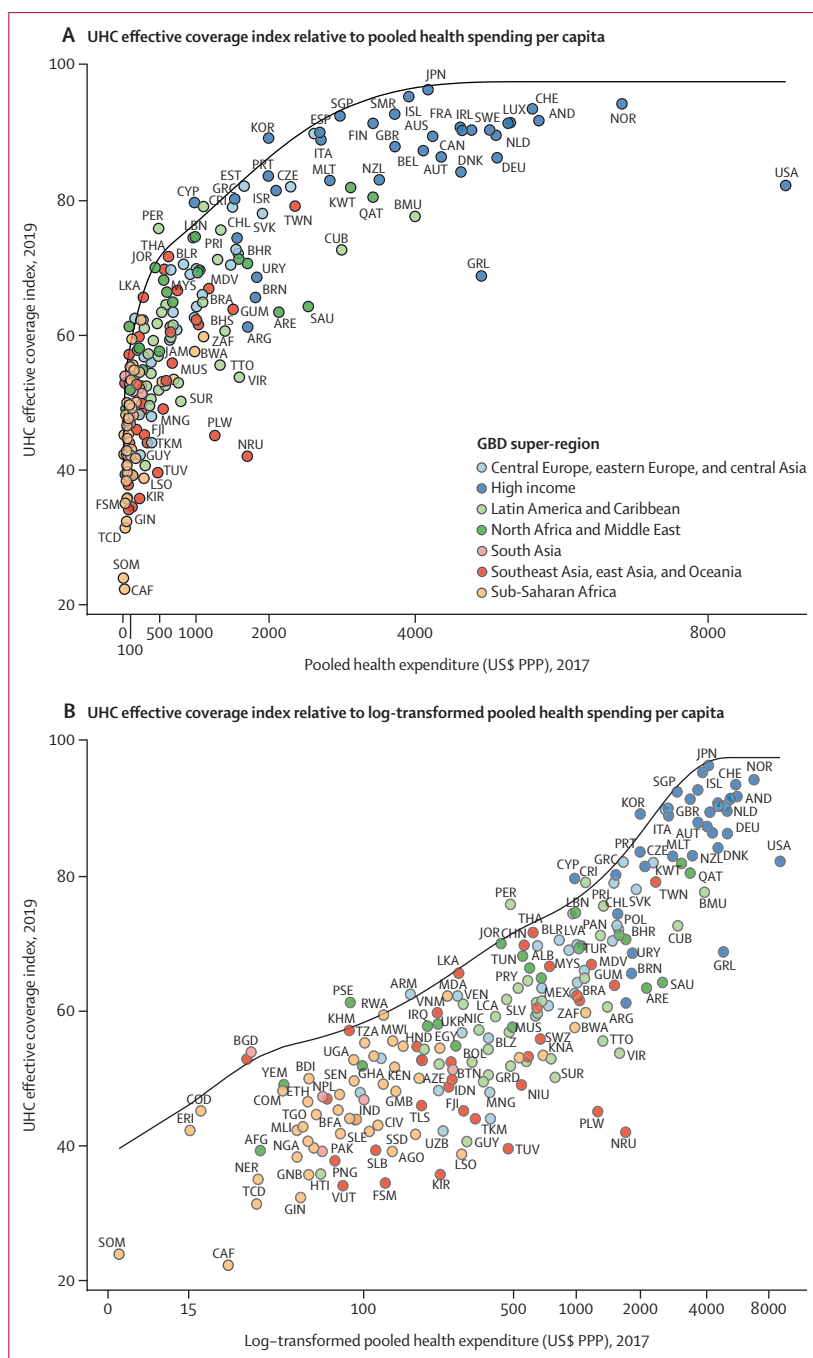 A UHC effective coverage index relative to pooled health spending per capita
100
80
60
40
20
UHC effective coverage index, 2019
JPN
SGP
SMR
ISL
CHE
KOR
ESP
FIN
GBR
AUS
FRA
IRL
SWE
LUX
AND
NOR
PRT
ITA
CAN
NLD
EST
CZE
MLT
NZL
BEL
AUT
DNK
DEU
USA
CYP
GRC
CRI
ISR
KWT
QAT
BMU
PER
LBN
CHL
SVK
TWN
THA
PRI
CUB
JOR
BLR
BHR
URY
GRL
LKA
MYS
MDV
BRN
BRA
GUM
ARE
SAU
BHS
ARG
JAM
ZAF
BWA
MUS
TTO
VIR
SUR
MNG
FJI
PLW
TKM
NRU
GUY
TUV
LSO
FSM
KIR
GIN
TCD
SOM
CAF
GBD super-region
Central Europe, eastern Europe, and central Asia
High income
Latin America and Caribbean
North Africa and Middle East
South Asia
Southeast Asia, east Asia, and Oceania
Sub-Saharan Africa
0 500 1000 2000 4000 8000
100
Pooled health expenditure (US$ PPP), 2017
B UHC effective coverage index relative to log-transformed pooled health spending per capita
100
80
60
40
20
UHC effective coverage index, 2019
JPN
SGP
ISL
CHE
NOR
KOR
GBR
AND
ITA
AUT
NLD
PRT
CZE
MLT
DEU
CYP
GRC
KWT
NZL
DNK
USA
CRI
QAT
PER
LBN
PRI
CHL
SVK
TWN
BMU
JOR
CHN
THA
BLR
LVA
PAN
POL
BHR
CUB
LKA
TUN
ALB
MYS
TUR
MDV
URY
GRL
ARM
MDA
VEN
PRY
GUM
BRN
SAU
PSE
RWA
VNM
LCA
SLV
MEX
BRA
ARE
KHM
IRQ
UKR
NIC
MUS
ZAF
BWA
ARG
BGD
TZA
MWI
HND
EGY
BLZ
SWZ
TTO
UGA
BOL
KNA
VIR
YEM
BDI
SEN
KEN
AZE
BTN
GRD
SUR
COM
ETH
NPL
GHA
IDN
NIU
COD
IND
GMB
FJI
MNG
ERI
TGO
BFA
CIV
TLS
TKM
PLW
MLI
SLE
SSD
UZB
GUY
TUV
NRU
AFG
NGA
PAK
AGO
LSO
NER
GNB
PNG
SLB
KIR
TCD
HTI
VUT
FSM
GIN
SOM
CAF
0 15 100 500 1000 2000 4000 8000
Log–transformed pooled health expenditure (US$ PPP), 2017